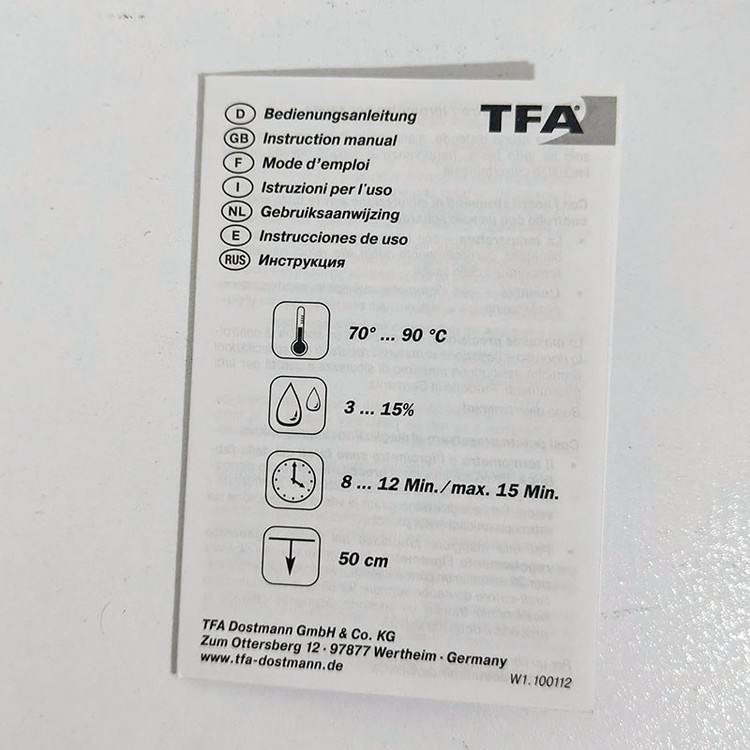 TFA
D Bedienungsanleitung
GB Instruction manual
F Mode d'emploi
I Istruzioni per l'uso
NL Gebruiksaanwijzing
E Instrucciones de uso
RUS Инструкция
70° ... 90 °C
3 ... 15%
8 ... 12 Min./max. 15 Min.
50 cm
TFA Dostmann GmbH & Co. KG
Zum Ottersberg 12 · 97877 Wertheim · Germany
www.tfa-dostmann.de
W1.100112